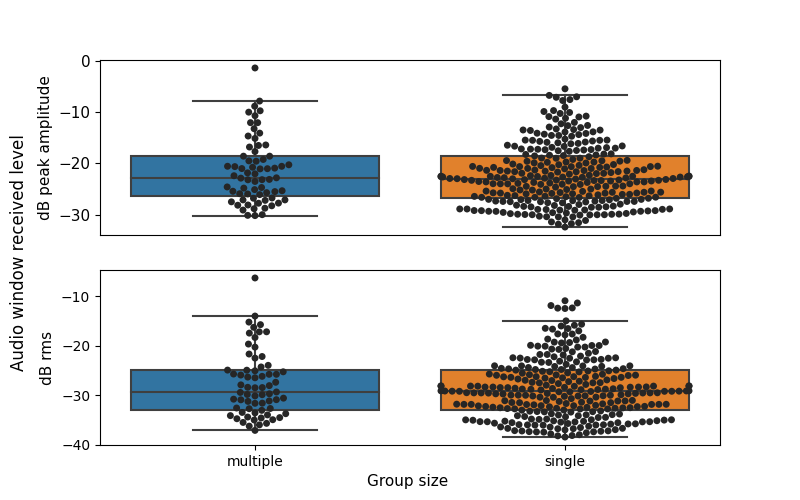 Audio window received level
dB peak amplitude
0
−10
−20
−30
dB rms
−10
−20
−30
−40
multiple
single
Group size